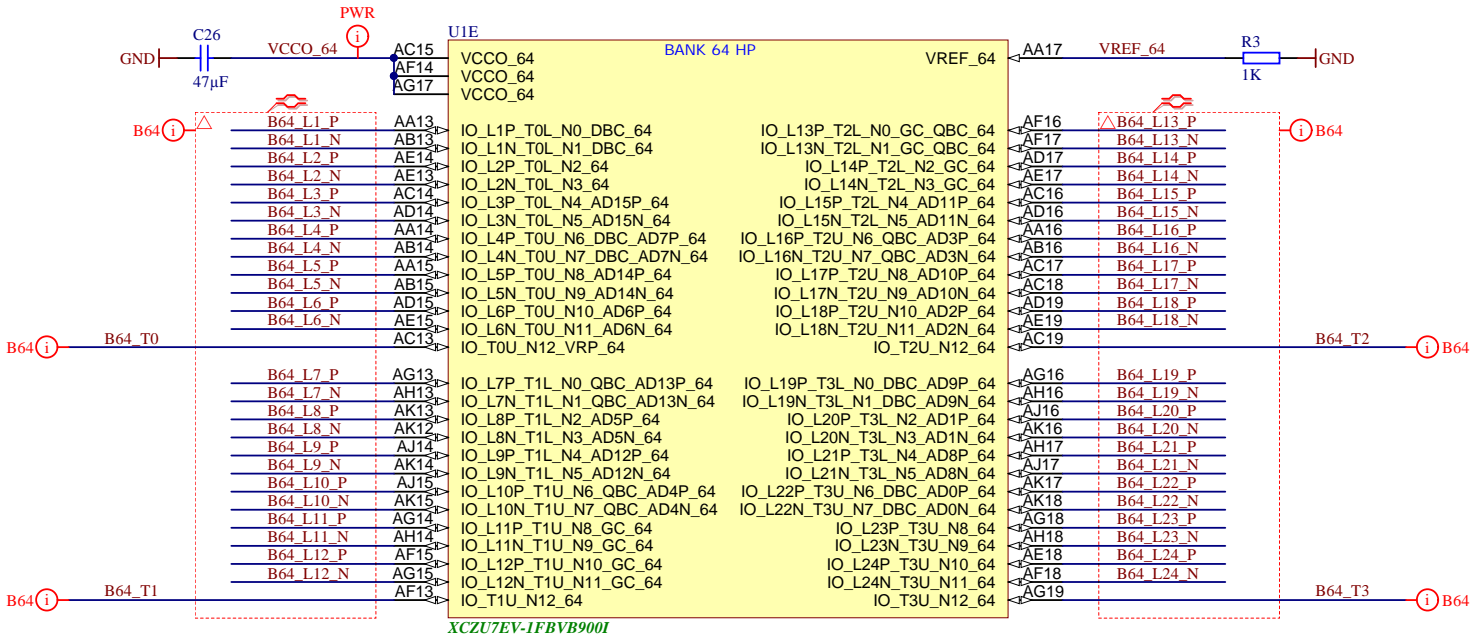 PWR
C26
U1E
GND VCCO_64 AC15 VCCO_64 BANK 64 HP VREF_64 AA17 VREF_64 R3 GND
47µF AF14 VCCO_64 1K
AG17 VCCO_64
B64 B64_L1_P AA13 IO_L1P_T0L_N0_DBC_64 IO_L13P_T2L_N0_GC_QBC_64 AF16 B64_L13_P B64
B64_L1_N AB13 IO_L1N_T0L_N1_DBC_64 IO_L13N_T2L_N1_GC_QBC_64 AF17 B64_L13_N
B64_L2_P AE14 IO_L2P_T0L_N2_64 IO_L14P_T2L_N2_GC_64 AD17 B64_L14_P
B64_L2_N AE13 IO_L2N_T0L_N3_64 IO_L14N_T2L_N3_GC_64 AE17 B64_L14_N
B64_L3_P AC14 IO_L3P_T0L_N4_AD15P_64 IO_L15P_T2L_N4_AD11P_64 AC16 B64_L15_P
B64_L3_N AD14 IO_L3N_T0L_N5_AD15N_64 IO_L15N_T2L_N5_AD11N_64 AD16 B64_L15_N
B64_L4_P AA14 IO_L4P_T0U_N6_DBC_AD7P_64 IO_L16P_T2U_N6_QBC_AD3P_64 AA16 B64_L16_P
B64_L4_N AB14 IO_L4N_T0U_N7_DBC_AD7N_64 IO_L16N_T2U_N7_QBC_AD3N_64 AB16 B64_L16_N
B64_L5_P AA15 IO_L5P_T0U_N8_AD14P_64 IO_L17P_T2U_N8_AD10P_64 AC17 B64_L17_P
B64_L5_N AB15 IO_L5N_T0U_N9_AD14N_64 IO_L17N_T2U_N9_AD10N_64 AC18 B64_L17_N
B64_L6_P AD15 IO_L6P_T0U_N10_AD6P_64 IO_L18P_T2U_N10_AD2P_64 AD19 B64_L18_P
B64_L6_N AE15 IO_L6N_T0U_N11_AD6N_64 IO_L18N_T2U_N11_AD2N_64 AE19 B64_L18_N
B64 B64_T0 AC13 IO_T0U_N12_VRP_64 IO_T2U_N12_64 AC19 B64_T2 B64
B64_L7_P AG13 IO_L7P_T1L_N0_QBC_AD13P_64 IO_L19P_T3L_N0_DBC_AD9P_64 AG16 B64_L19_P
B64_L7_N AH13 IO_L7N_T1L_N1_QBC_AD13N_64 IO_L19N_T3L_N1_DBC_AD9N_64 AH16 B64_L19_N
B64_L8_P AK13 IO_L8P_T1L_N2_AD5P_64 IO_L20P_T3L_N2_AD1P_64 AJ16 B64_L20_P
B64_L8_N AK12 IO_L8N_T1L_N3_AD5N_64 IO_L20N_T3L_N3_AD1N_64 AK16 B64_L20_N
B64_L9_P AJ14 IO_L9P_T1L_N4_AD12P_64 IO_L21P_T3L_N4_AD8P_64 AH17 B64_L21_P
B64_L9_N AK14 IO_L9N_T1L_N5_AD12N_64 IO_L21N_T3L_N5_AD8N_64 AJ17 B64_L21_N
B64_L10_P AJ15 IO_L10P_T1U_N6_QBC_AD4P_64 IO_L22P_T3U_N6_DBC_AD0P_64 AK17 B64_L22_P
B64_L10_N AK15 IO_L10N_T1U_N7_QBC_AD4N_64 IO_L22N_T3U_N7_DBC_AD0N_64 AK18 B64_L22_N
B64_L11_P AG14 IO_L11P_T1U_N8_GC_64 IO_L23P_T3U_N8_64 AG18 B64_L23_P
B64_L11_N AH14 IO_L11N_T1U_N9_GC_64 IO_L23N_T3U_N9_64 AH18 B64_L23_N
B64_L12_P AF15 IO_L12P_T1U_N10_GC_64 IO_L24P_T3U_N10_64 AE18 B64_L24_P
B64_L12_N AG15 IO_L12N_T1U_N11_GC_64 IO_L24N_T3U_N11_64 AF18 B64_L24_N
B64 B64_T1 AF13 IO_T1U_N12_64 IO_T3U_N12_64 AG19 B64_T3 B64
XCZU7EV-1FBVB900I